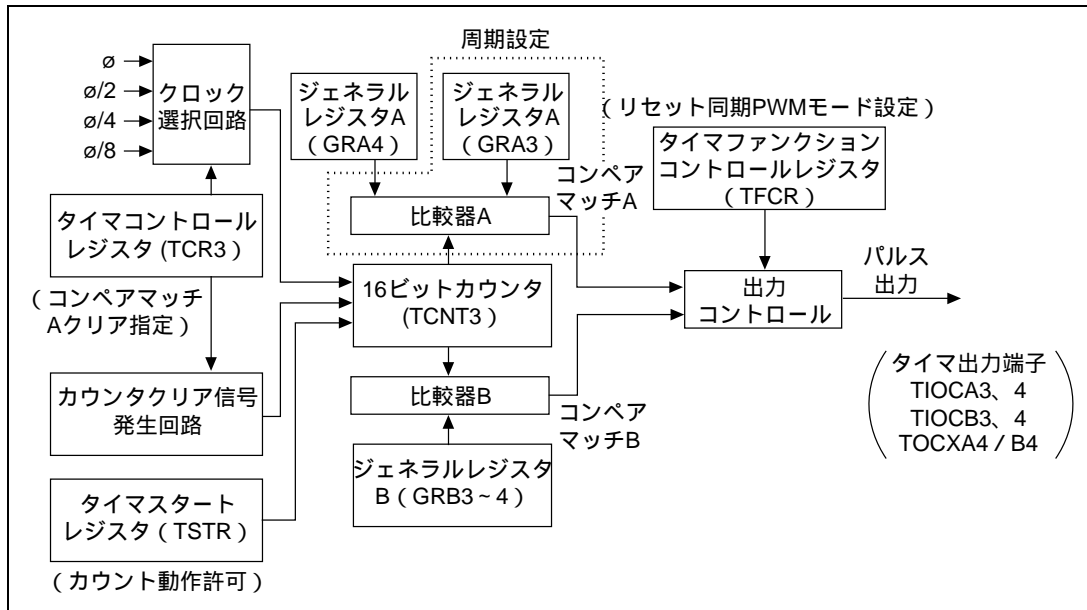 周期設定
ø
ø/2
ø/4
ø/8
クロック
選択回路
ジェネラル
レジスタA
（GRA4）
ジェネラル
レジスタA
（GRA3）
（リセット同期PWMモード設定）
タイマファンクション
コントロールレジスタ
（TFCR）
コンペア
マッチA
比較器A
タイマコントロール
レジスタ (TCR3）
（コンペアマッチ
Aクリア指定）
16ビットカウンタ
(TCNT3）
出力
コントロール
パルス
出力
カウンタクリア信号
発生回路
比較器B
コンペア
マッチB
タイマ出力端子
TIOCA3、4
TIOCB3、4
TOCXA4 / B4
ジェネラルレジスタ
B（GRB3～4）
タイマスタート
レジスタ（TSTR）
（カウント動作許可）